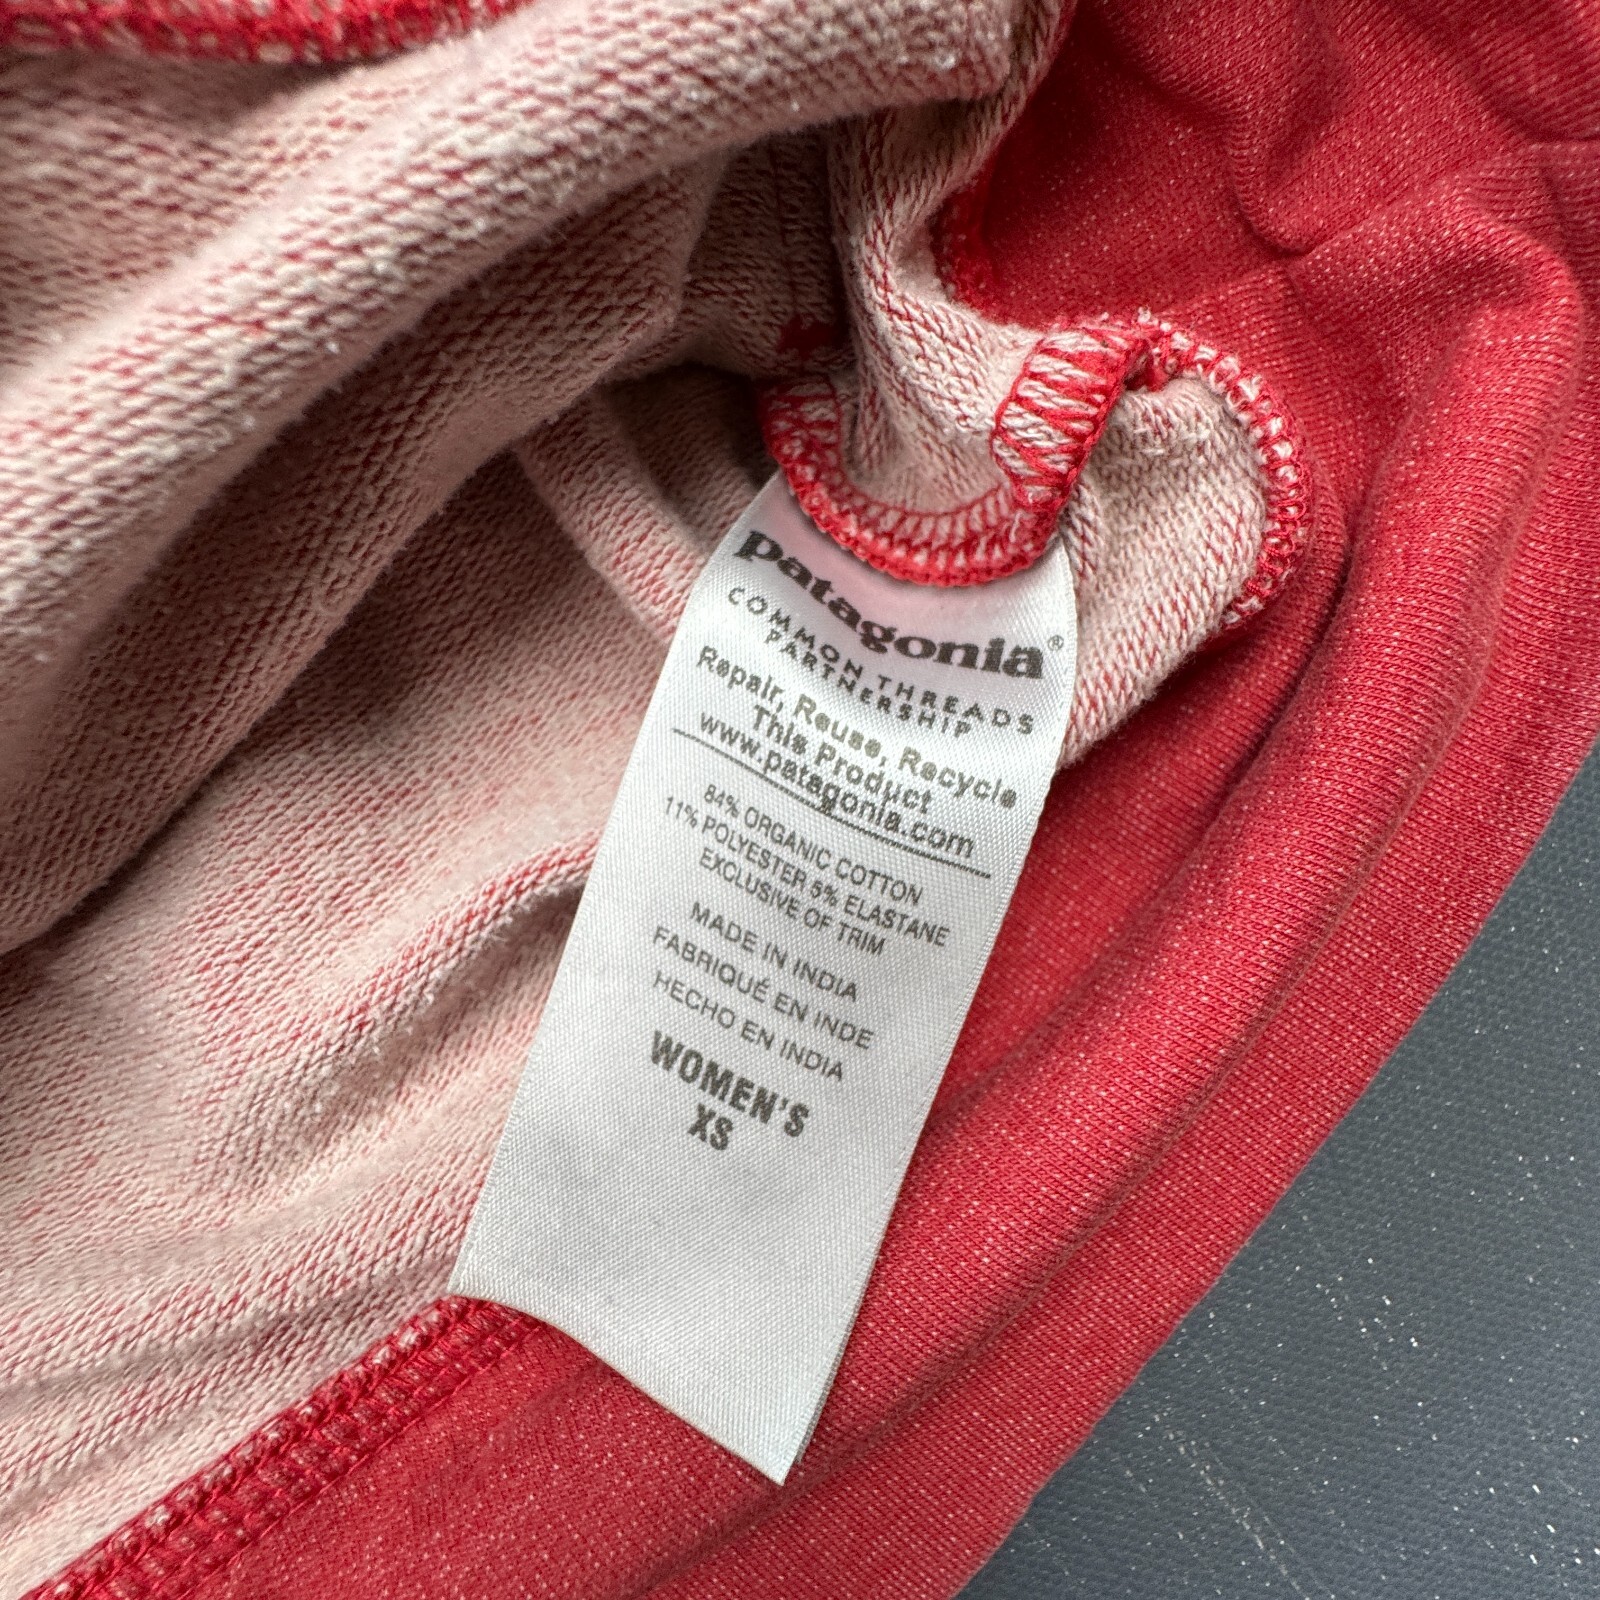 patagonia®
COMMON THREADS
PARTNERSHIP
Repair, Reuse, Recycle
This Product
www.patagonia.com
84% ORGANIC COTTON
11% POLYESTER 5% ELASTANE
EXCLUSIVE OF TRIM
MADE IN INDIA
FABRIQUÉ EN INDE
HECHO EN INDIA
WOMEN'S
XS